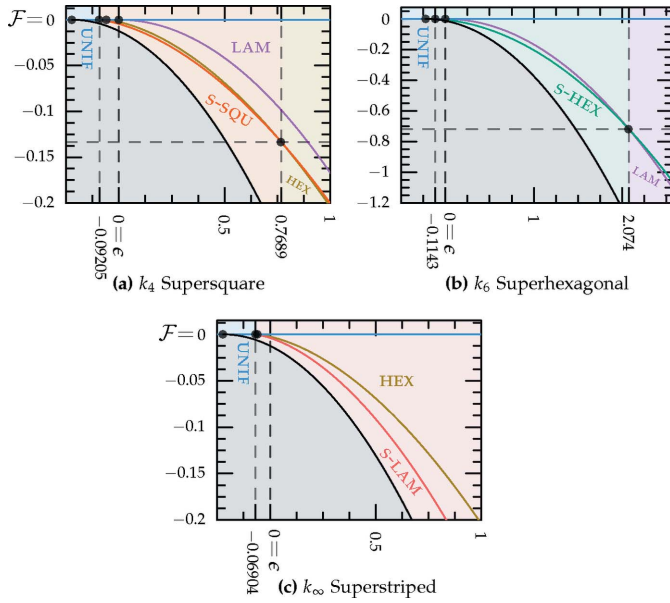 ℱ=0
−0.05
−0.1
−0.15
−0.2
UNIF
LAM
S-SQU
HEX
-0.09205
0=ϵ
0.5
0.7689
1
(a) k₄ Supersquare
0
−0.2
−0.4
−0.6
−0.8
−1
−1.2
UNIF
S-HEX
LAM
-0.1143
0=ϵ
1
2.074
(b) k₆ Superhexagonal
ℱ=0
−0.05
−0.1
−0.15
−0.2
UNIF
HEX
S-LAM
-0.06904
0=ϵ
0.5
1
(c) k∞ Superstriped